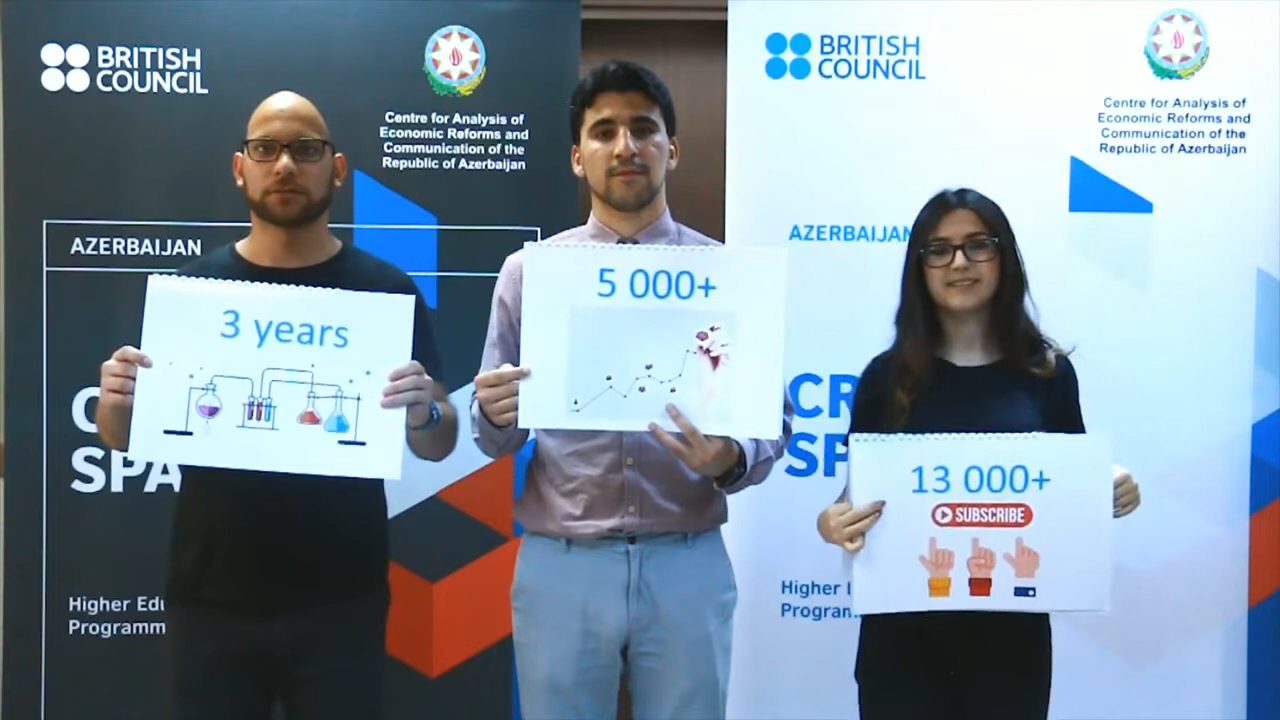 BRITISH
COUNCIL
Centre for Analysis of
Economic Reforms and
Communication of the
Republic of Azerbaijan
AZERBAIJAN
3 years
Higher
Programm
5 000+
BRITISH
COUNCIL
Centre for Analysis of
Economic Reforms and
Communication of the
Republic of Azerbaijan
AZERBAIJAN
13 000+
SUBSCRIBE
Higher